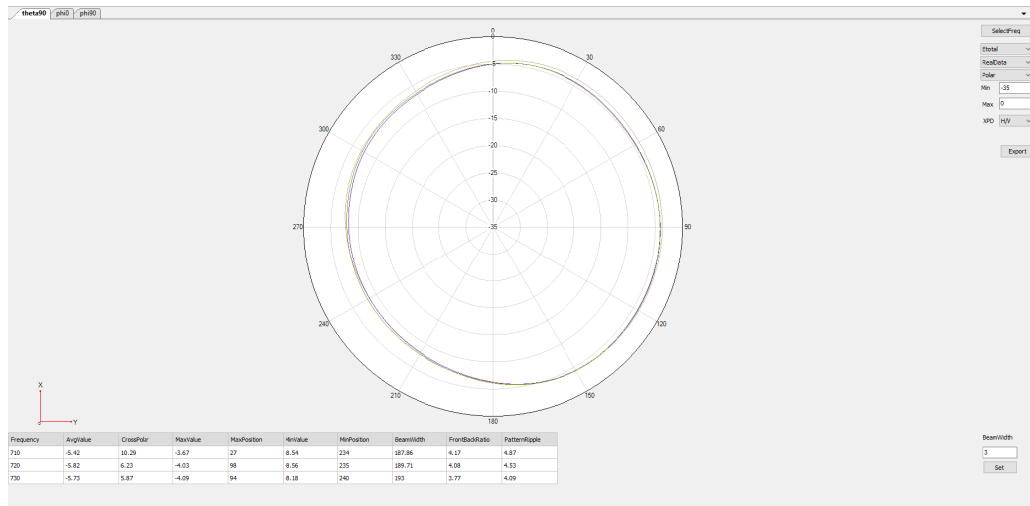 theta90 phi0 phi90
SelectFreq
Etotal
RealData
Polar
Min -35
Max 0
XPD H/V
Export
0
0
330 30
-5
-10
300 60
-15
-20
-25
-30
270 -35 90
240 120
210 150
180
X
Y
Frequency AvgValue CrossPolr MaxValue MaxPosition MinValue MinPosition BeamWidth FrontBackRatio PatternRipple
710 -5.42 10.29 -3.67 27 8.54 234 187.86 4.17 4.87
720 -5.82 6.23 -4.03 98 8.56 235 189.71 4.08 4.53
730 -5.73 5.87 -4.09 94 8.18 240 193 3.77 4.09
BeamWidth
3
Set